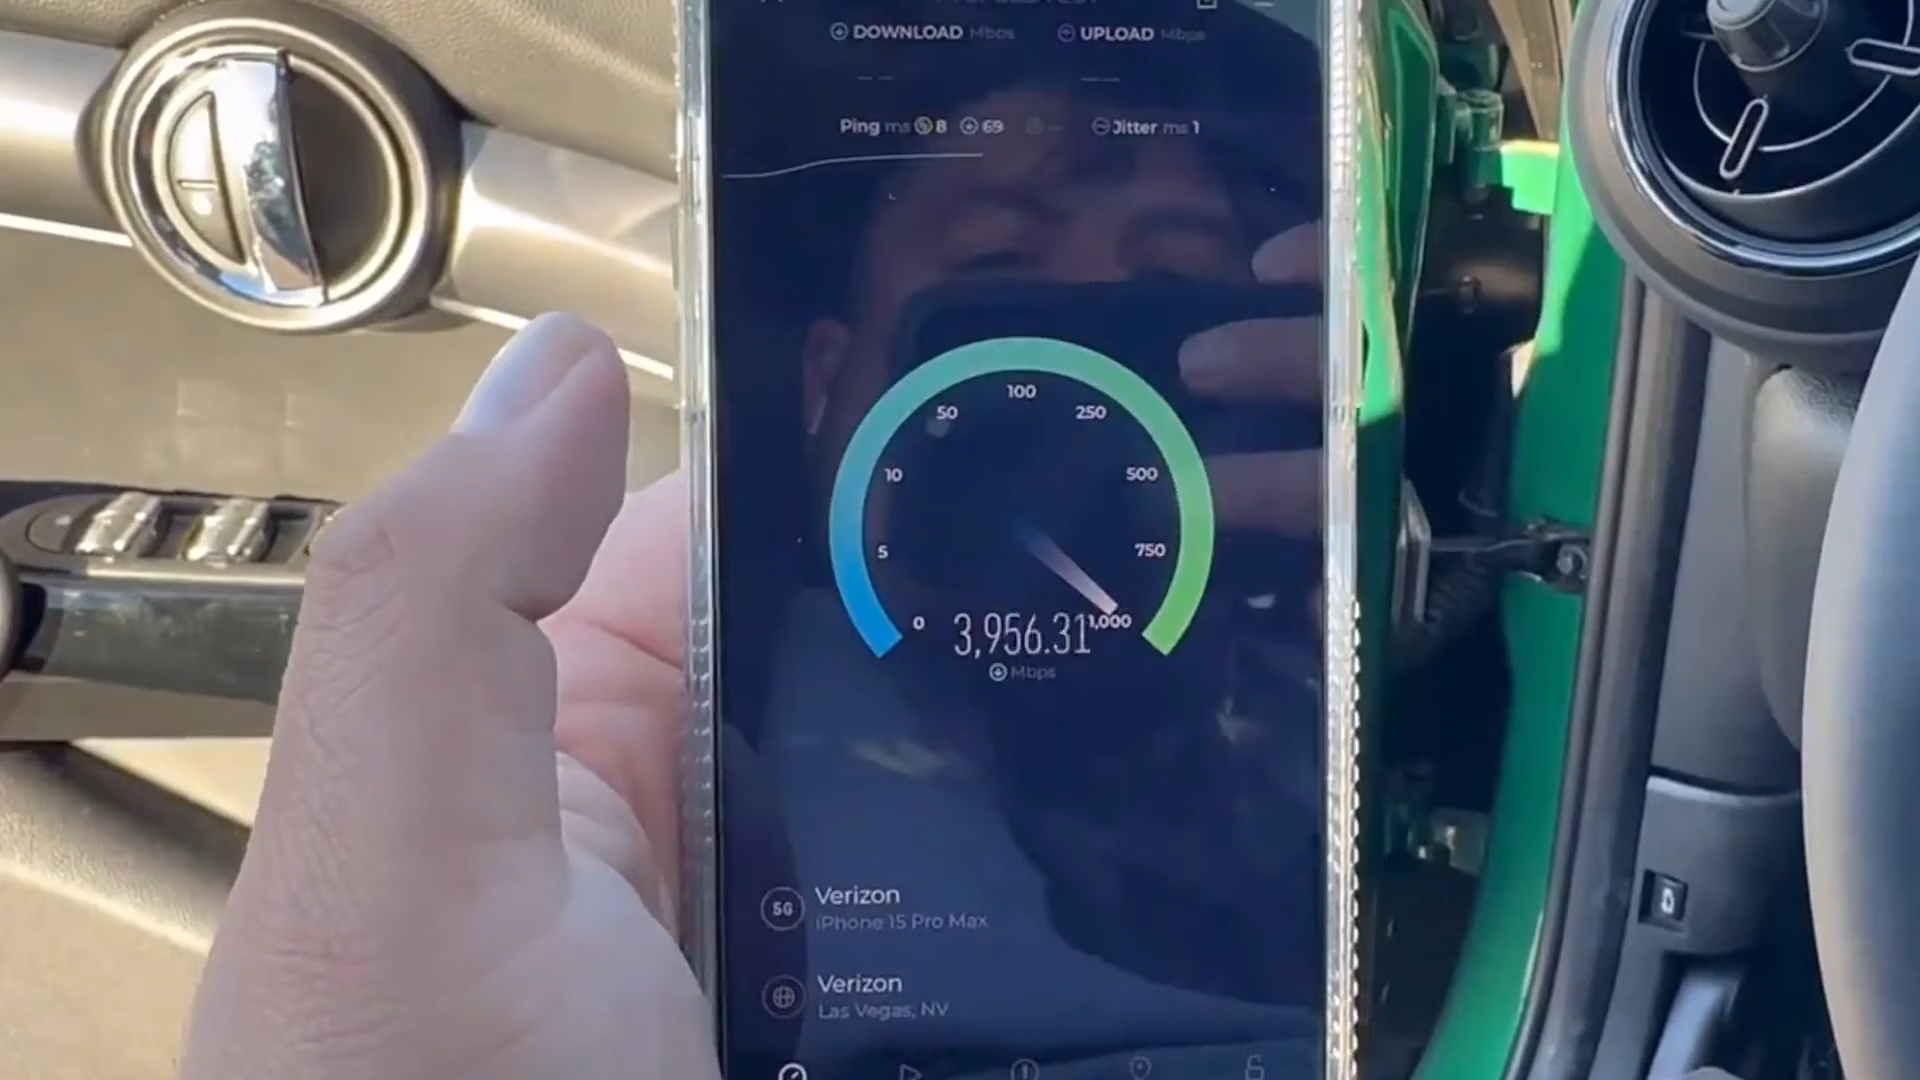 DOWNLOAD Mbps UPLOAD Mbps
Ping ms 8 69 Jitter ms 1
100
50 250
10 500
5 750
0 3,956.31 1,000
Mbps
5G Verizon
iPhone 15 Pro Max
Verizon
Las Vegas, NV